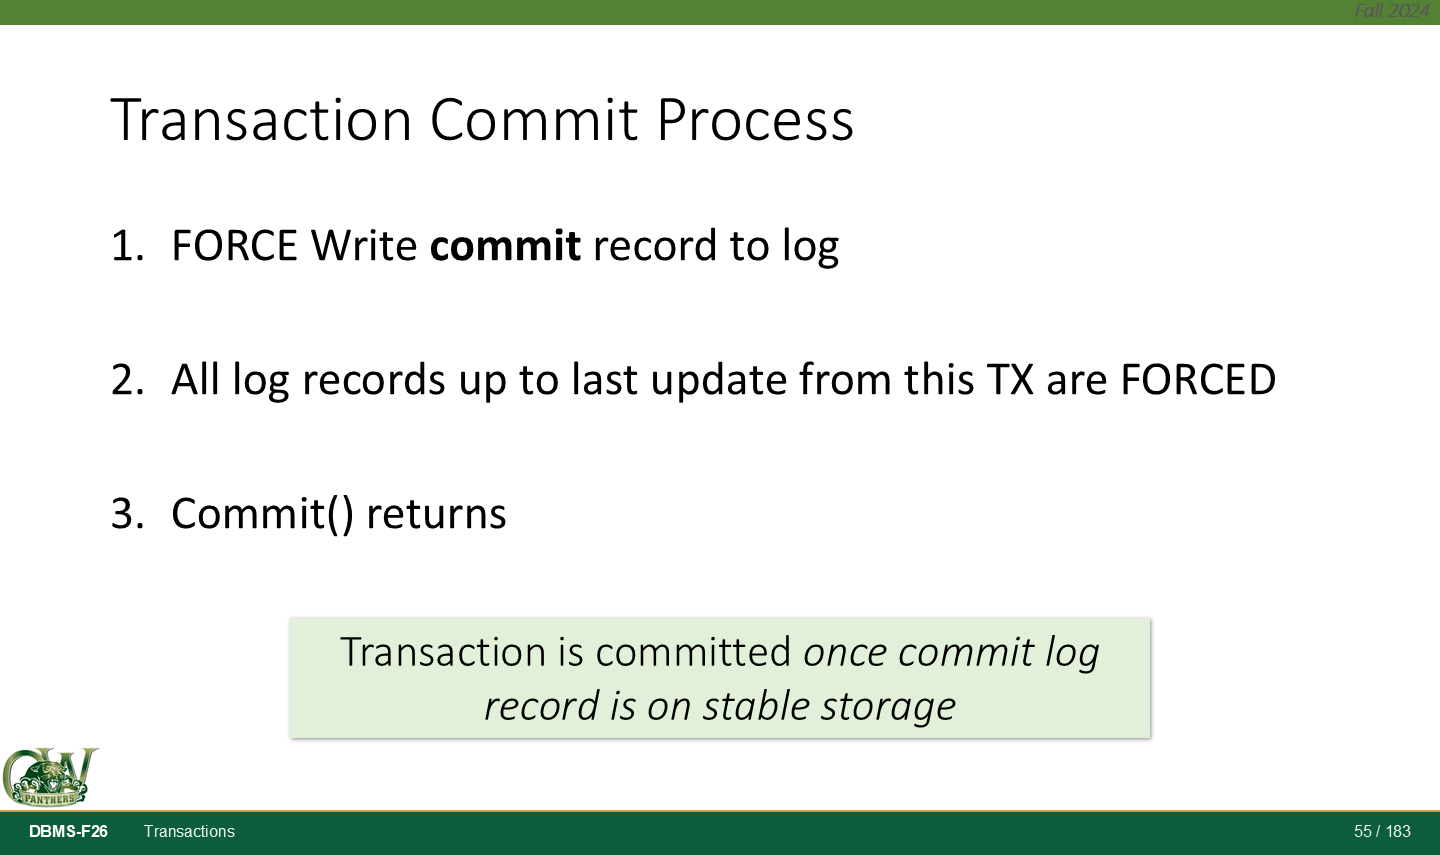 Fall 2024
Transaction Commit Process
1. FORCE Write commit record to log
2. All log records up to last update from this TX are FORCED
3. Commit() returns
Transaction is committed once commit log
record is on stable storage
OW
PANTHERS
DBMS-F26 Transactions 55 / 183